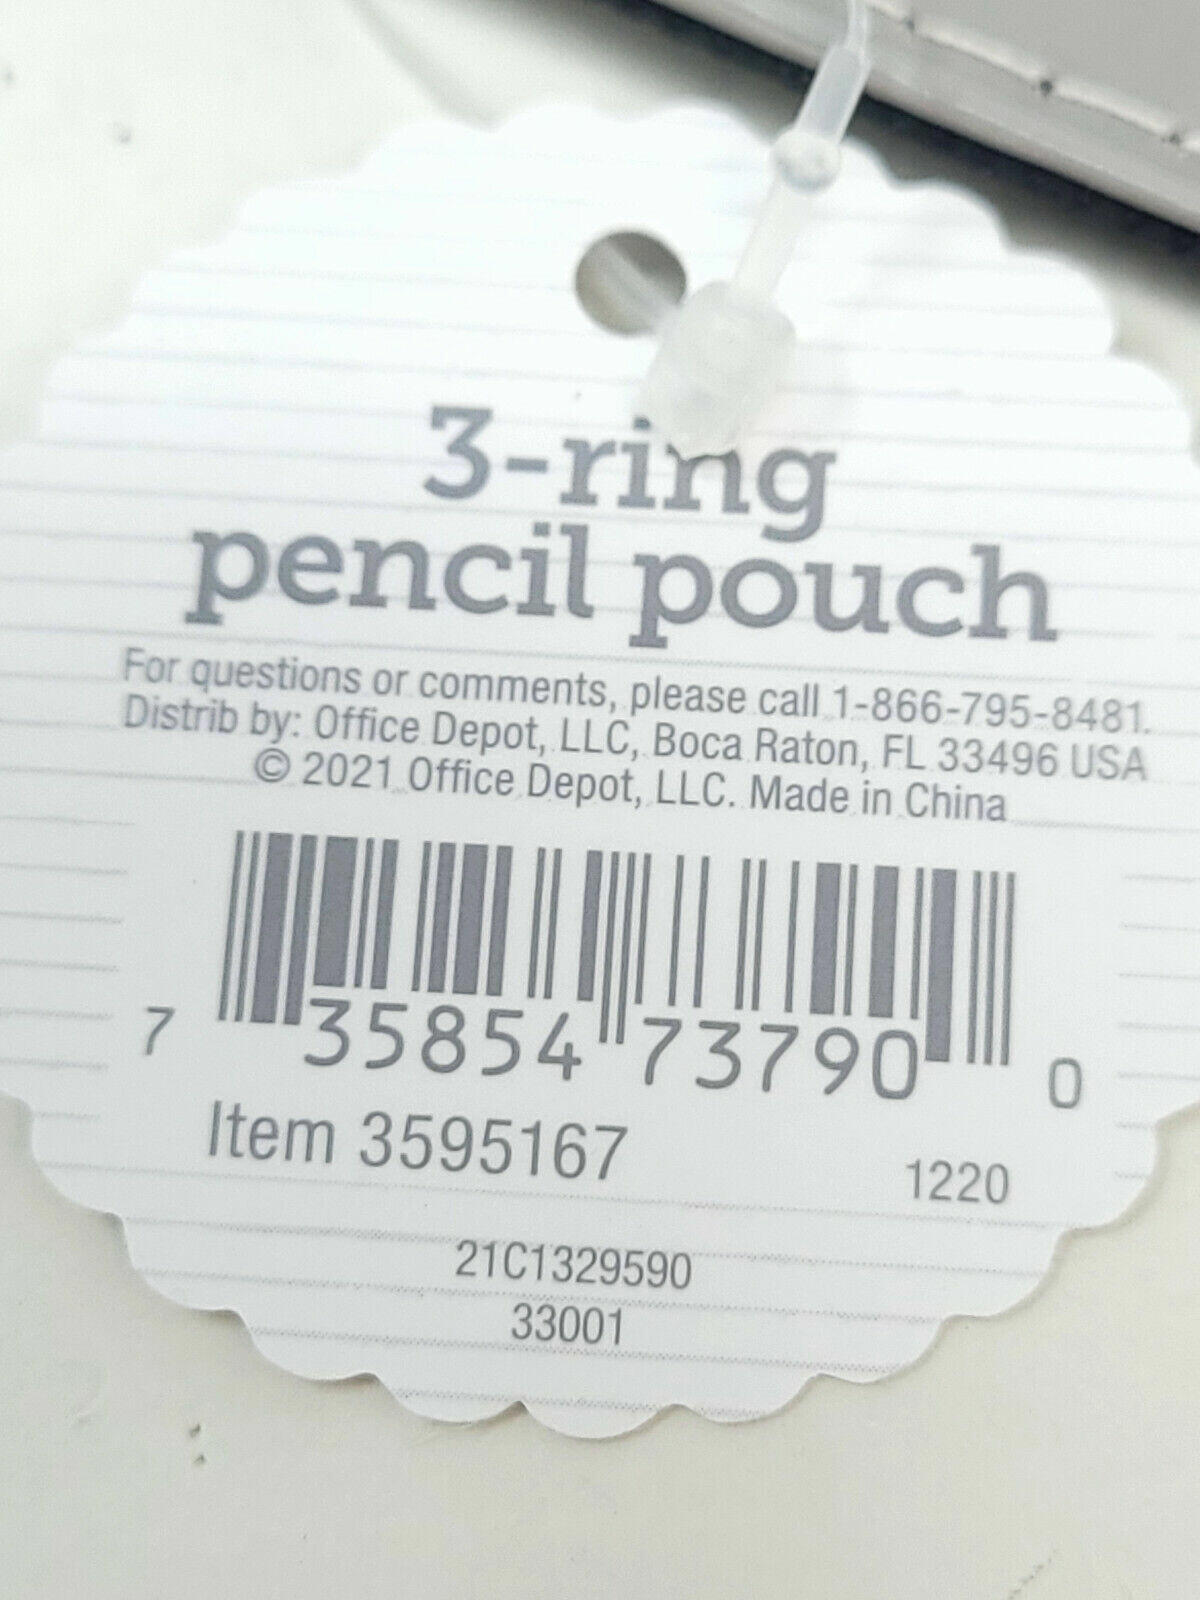 3-ring
pencil pouch
For questions or comments, please call 1-866-795-8481.
Distrib by: Office Depot, LLC, Boca Raton, FL 33496 USA
© 2021 Office Depot, LLC. Made in China
7 35854 73790 0
Item 3595167
1220
21C1329590
33001